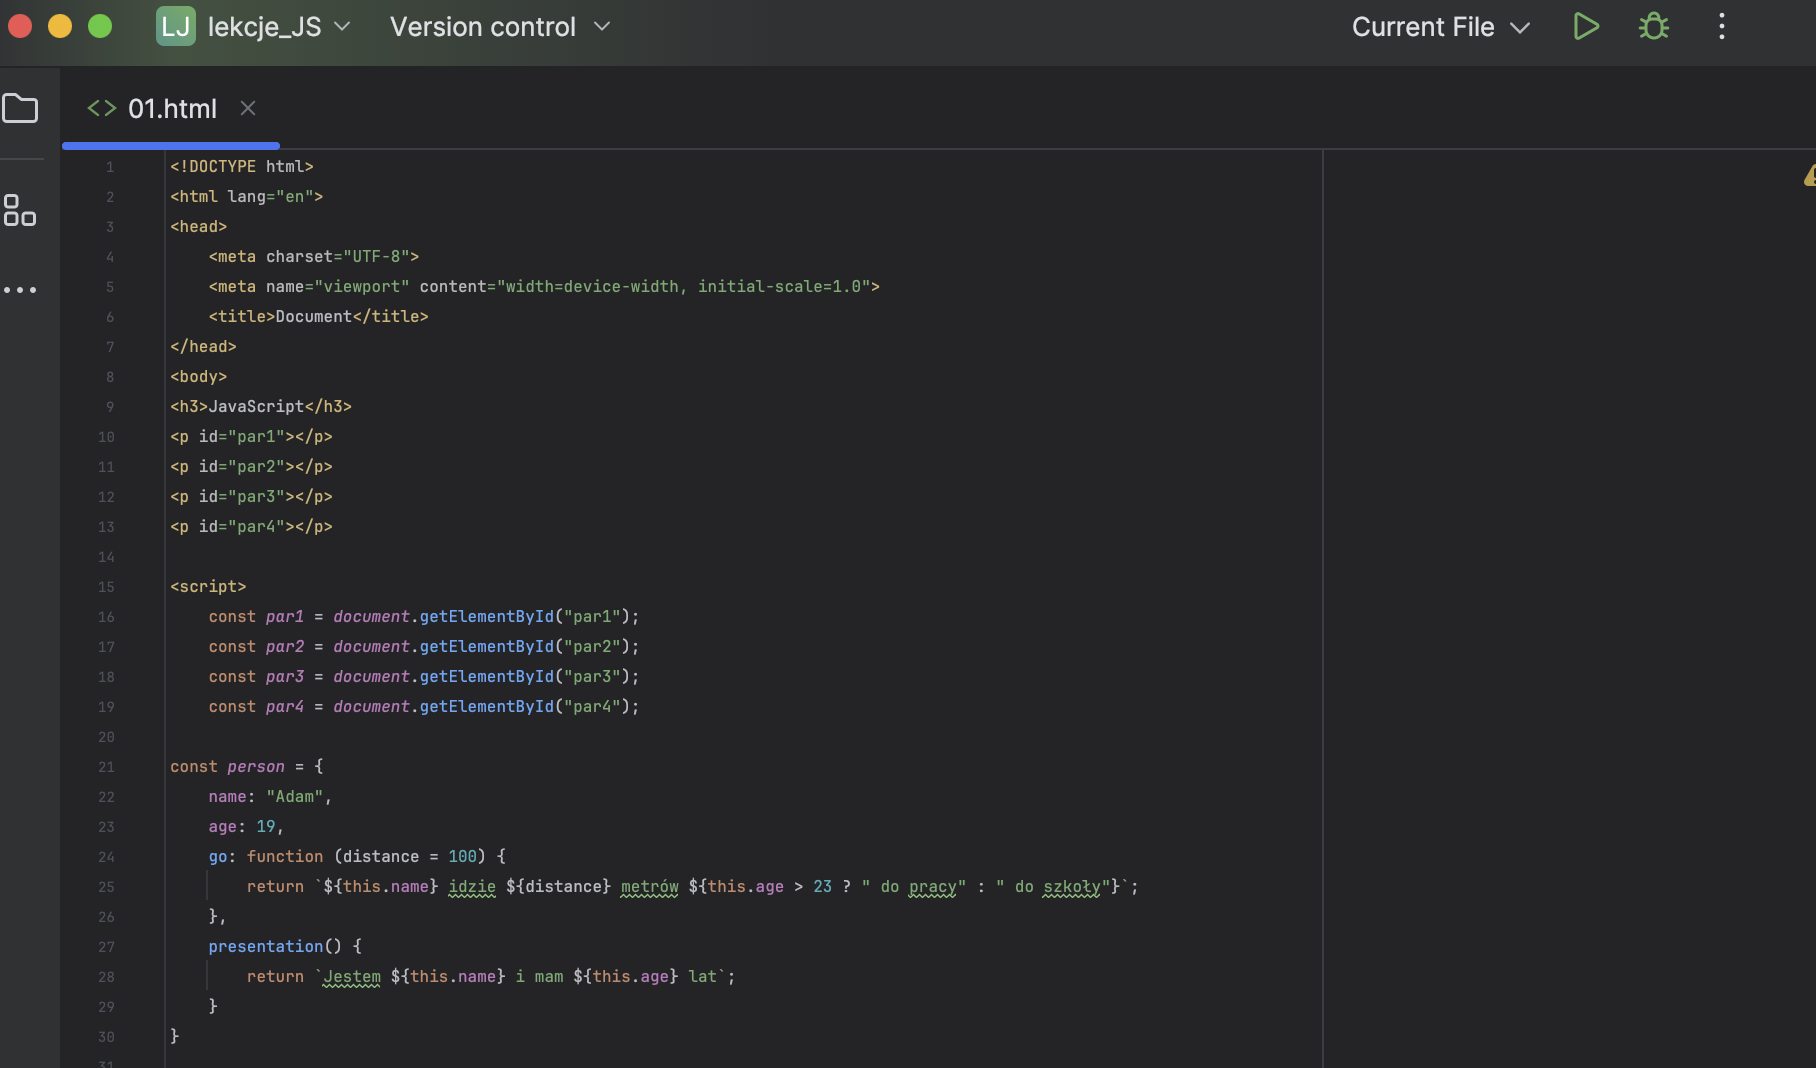 LJ lekcje_JS Version control Current File
<> 01.html
1 <!DOCTYPE html>
2 <html lang="en">
3 <head>
4     <meta charset="UTF-8">
5     <meta name="viewport" content="width=device-width, initial-scale=1.0">
6     <title>Document</title>
7 </head>
8 <body>
9 <h3>JavaScript</h3>
10 <p id="par1"></p>
11 <p id="par2"></p>
12 <p id="par3"></p>
13 <p id="par4"></p>
14
15 <script>
16     const par1 = document.getElementById("par1");
17     const par2 = document.getElementById("par2");
18     const par3 = document.getElementById("par3");
19     const par4 = document.getElementById("par4");
20
21 const person = {
22     name: "Adam",
23     age: 19,
24     go: function (distance = 100) {
25         return `${this.name} idzie ${distance} metrów ${this.age > 23 ? " do pracy" : " do szkoły"}`;
26     },
27     presentation() {
28         return `Jestem ${this.name} i mam ${this.age} lat`;
29     }
30 }
31